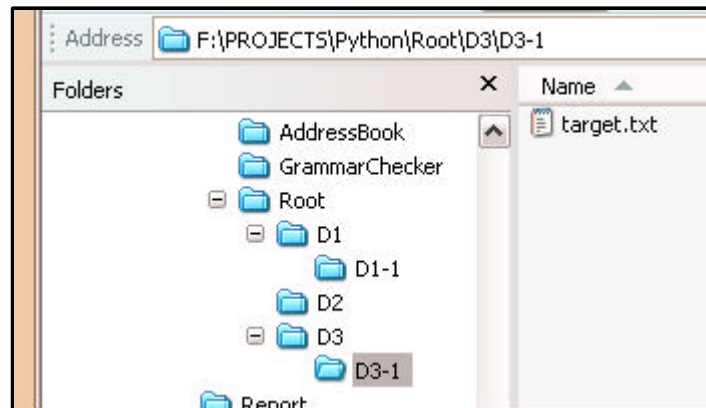 Address F:\PROJECTS\Python\Root\D3\D3-1
Folders
AddressBook
GrammarChecker
Root
D1
D1-1
D2
D3
D3-1
Report
Name
target.txt